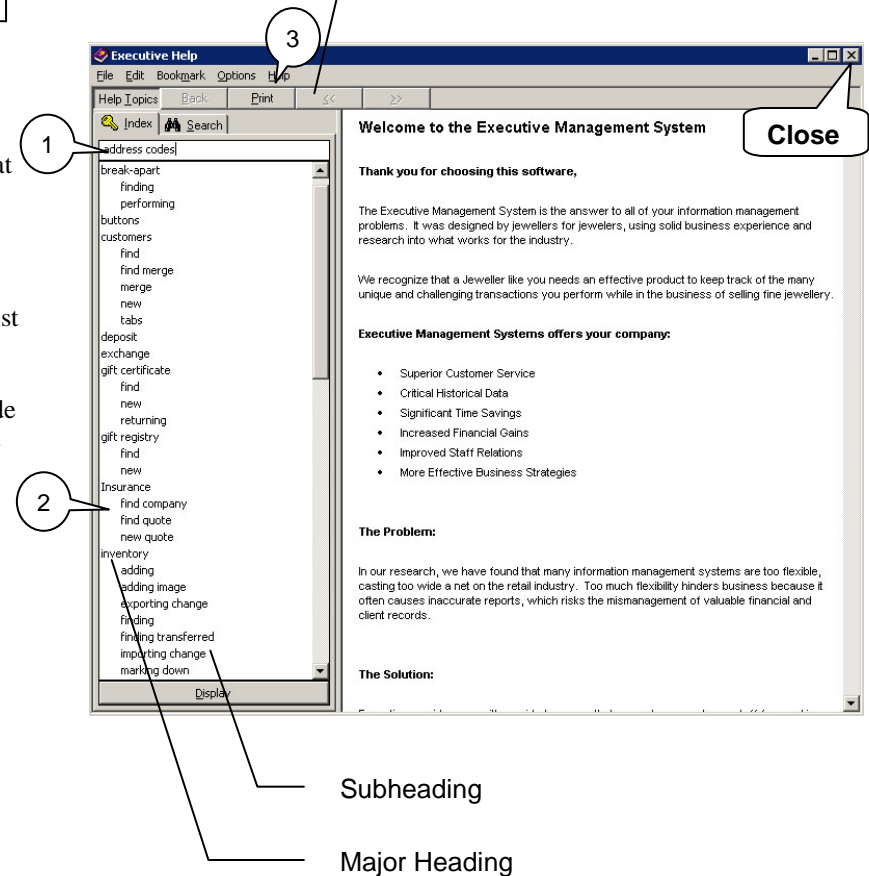 Executive Help
File Edit Bookmark Options Help
Help Topics Back Print << >>
Index Search
address codes
break-apart
finding
performing
buttons
customers
find
find merge
merge
new
tabs
deposit
exchange
gift certificate
find
new
returning
gift registry
find
new
Insurance
find company
find quote
new quote
inventory
adding
adding image
exporting change
finding
finding transferred
importing change
marking down
Display
Welcome to the Executive Management System
Thank you for choosing this software,
The Executive Management System is the answer to all of your information management
problems. It was designed by jewellers for jewelers, using solid business experience and
research into what works for the industry.
We recognize that a Jeweller like you needs an effective product to keep track of the many
unique and challenging transactions you perform while in the business of selling fine jewellery.
Executive Management Systems offers your company:
• Superior Customer Service
• Critical Historical Data
• Significant Time Savings
• Increased Financial Gains
• Improved Staff Relations
• More Effective Business Strategies
The Problem:
In our research, we have found that many information management systems are too flexible,
casting too wide a net on the retail industry. Too much flexibility hinders business because it
often causes inaccurate reports, which risks the mismanagement of valuable financial and
client records.
The Solution:
1
2
3
Close
Subheading
Major Heading